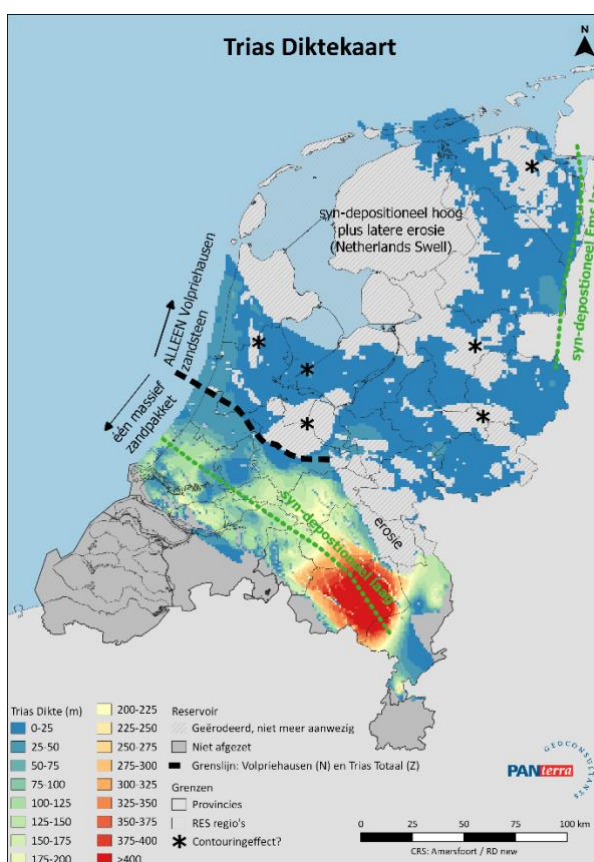 Trias Diktekaart
N
syn-depositioneel hoog
plus latere erosie
(Netherlands Swell)
syn-depostioneel Ems
ALLEEN Volpriehausen
zandsteen
één massief
zandpakket
syn-depostioneel laag
erosie
Trias Dikte (m)
0-25
25-50
50-75
75-100
100-125
125-150
150-175
175-200
200-225
225-250
250-275
275-300
300-325
325-350
350-375
375-400
>400
Reservoir
Geërodeerd, niet meer aanwezig
Niet afgezet
Grenslijn: Volpriehausen (N) en Trias Totaal (Z)
Grenzen
Provincies
RES regio's
Contouringeffect?
PANterra
GEOCONSULTANTS
0 25 50 75 100 km
CRS: Amersfoort / RD new